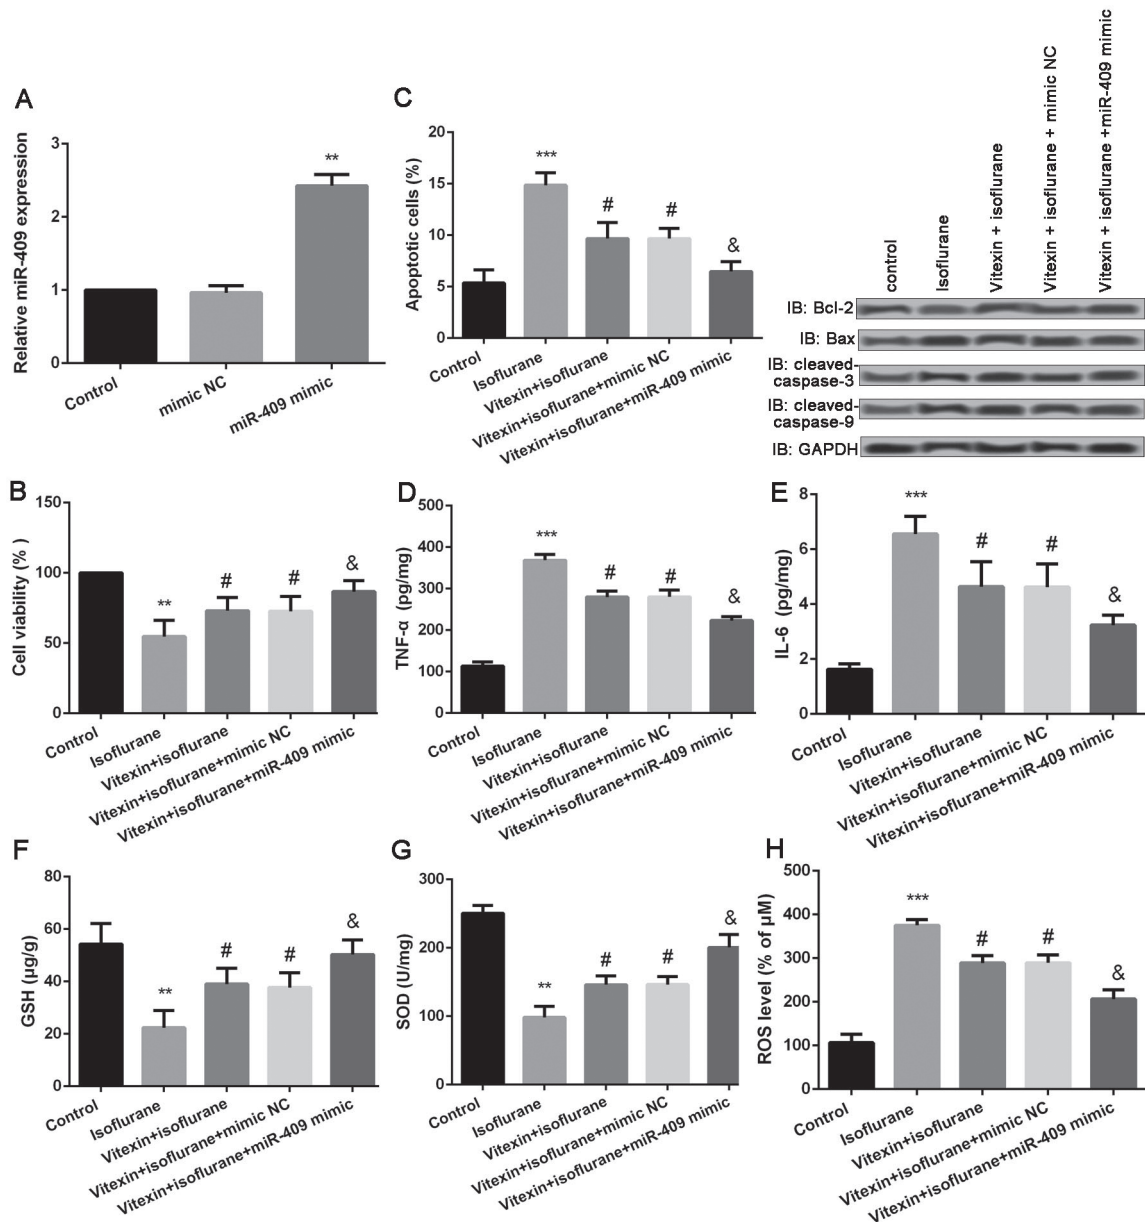 A
Relative miR-409 expression
3
2
1
0
**
Control
mimic NC
miR-409 mimic
C
Apoptotic cells (%)
20
15
10
5
0
***
#
#
&
Control
Isoflurane
Vitexin+isoflurane
Vitexin+isoflurane+mimic NC
Vitexin+isoflurane+miR-409 mimic
control
Isoflurane
Vitexin + isoflurane
Vitexin + isoflurane + mimic NC
Vitexin + isoflurane +miR-409 mimic
IB: Bcl-2
IB: Bax
IB: cleaved-
caspase-3
IB: cleaved-
caspase-9
IB: GAPDH
B
Cell viability (% )
150
100
50
0
**
#
#
&
Control
Isoflurane
Vitexin+isoflurane
Vitexin+isoflurane+mimic NC
Vitexin+isoflurane+miR-409 mimic
D
TNF-α (pg/mg)
500
400
300
200
100
0
***
#
#
&
Control
Isoflurane
Vitexin+isoflurane
Vitexin+isoflurane+mimic NC
Vitexin+isoflurane+miR-409 mimic
E
IL-6 (pg/mg)
8
6
4
2
0
***
#
#
&
Control
Isoflurane
Vitexin+isoflurane
Vitexin+isoflurane+mimic NC
Vitexin+isoflurane+miR-409 mimic
F
GSH (μg/g)
80
60
40
20
0
**
#
#
&
Control
Isoflurane
Vitexin+isoflurane
Vitexin+isoflurane+mimic NC
Vitexin+isoflurane+miR-409 mimic
G
SOD (U/mg)
300
200
100
0
**
#
#
&
Control
Isoflurane
Vitexin+isoflurane
Vitexin+isoflurane+mimic NC
Vitexin+isoflurane+miR-409 mimic
H
ROS level (% of μM)
500
400
300
200
100
0
***
#
#
&
Control
Isoflurane
Vitexin+isoflurane
Vitexin+isoflurane+mimic NC
Vitexin+isoflurane+miR-409 mimic